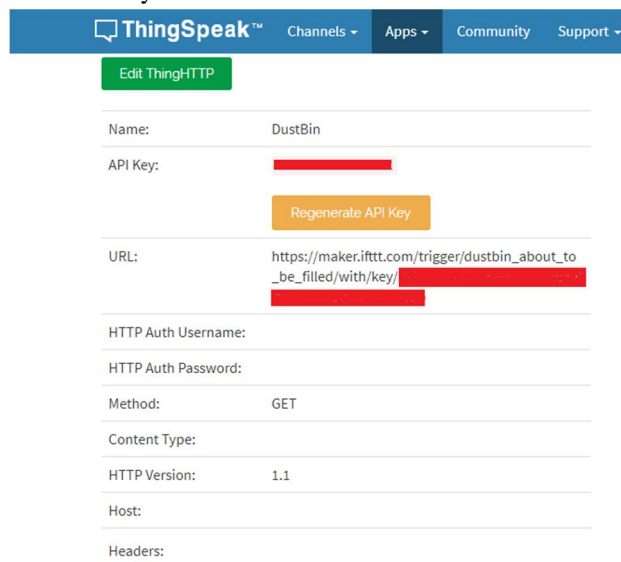 ThingSpeak™ Channels Apps Community Support
Edit ThingHTTP
Name: DustBin
API Key:
Regenerate API Key
URL: https://maker.ifttt.com/trigger/dustbin_about_to
_be_filled/with/key/
HTTP Auth Username:
HTTP Auth Password:
Method: GET
Content Type:
HTTP Version: 1.1
Host:
Headers: